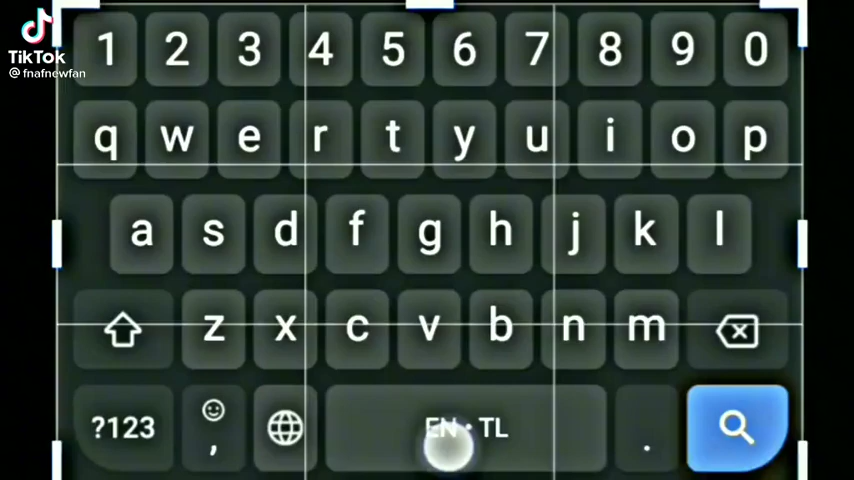 TikTok
@fnafnewfan
1 2 3 4 5 6 7 8 9 0
q w e r t y u i o p
a s d f g h j k l
z x c v b n m
?123 , EN • TL .